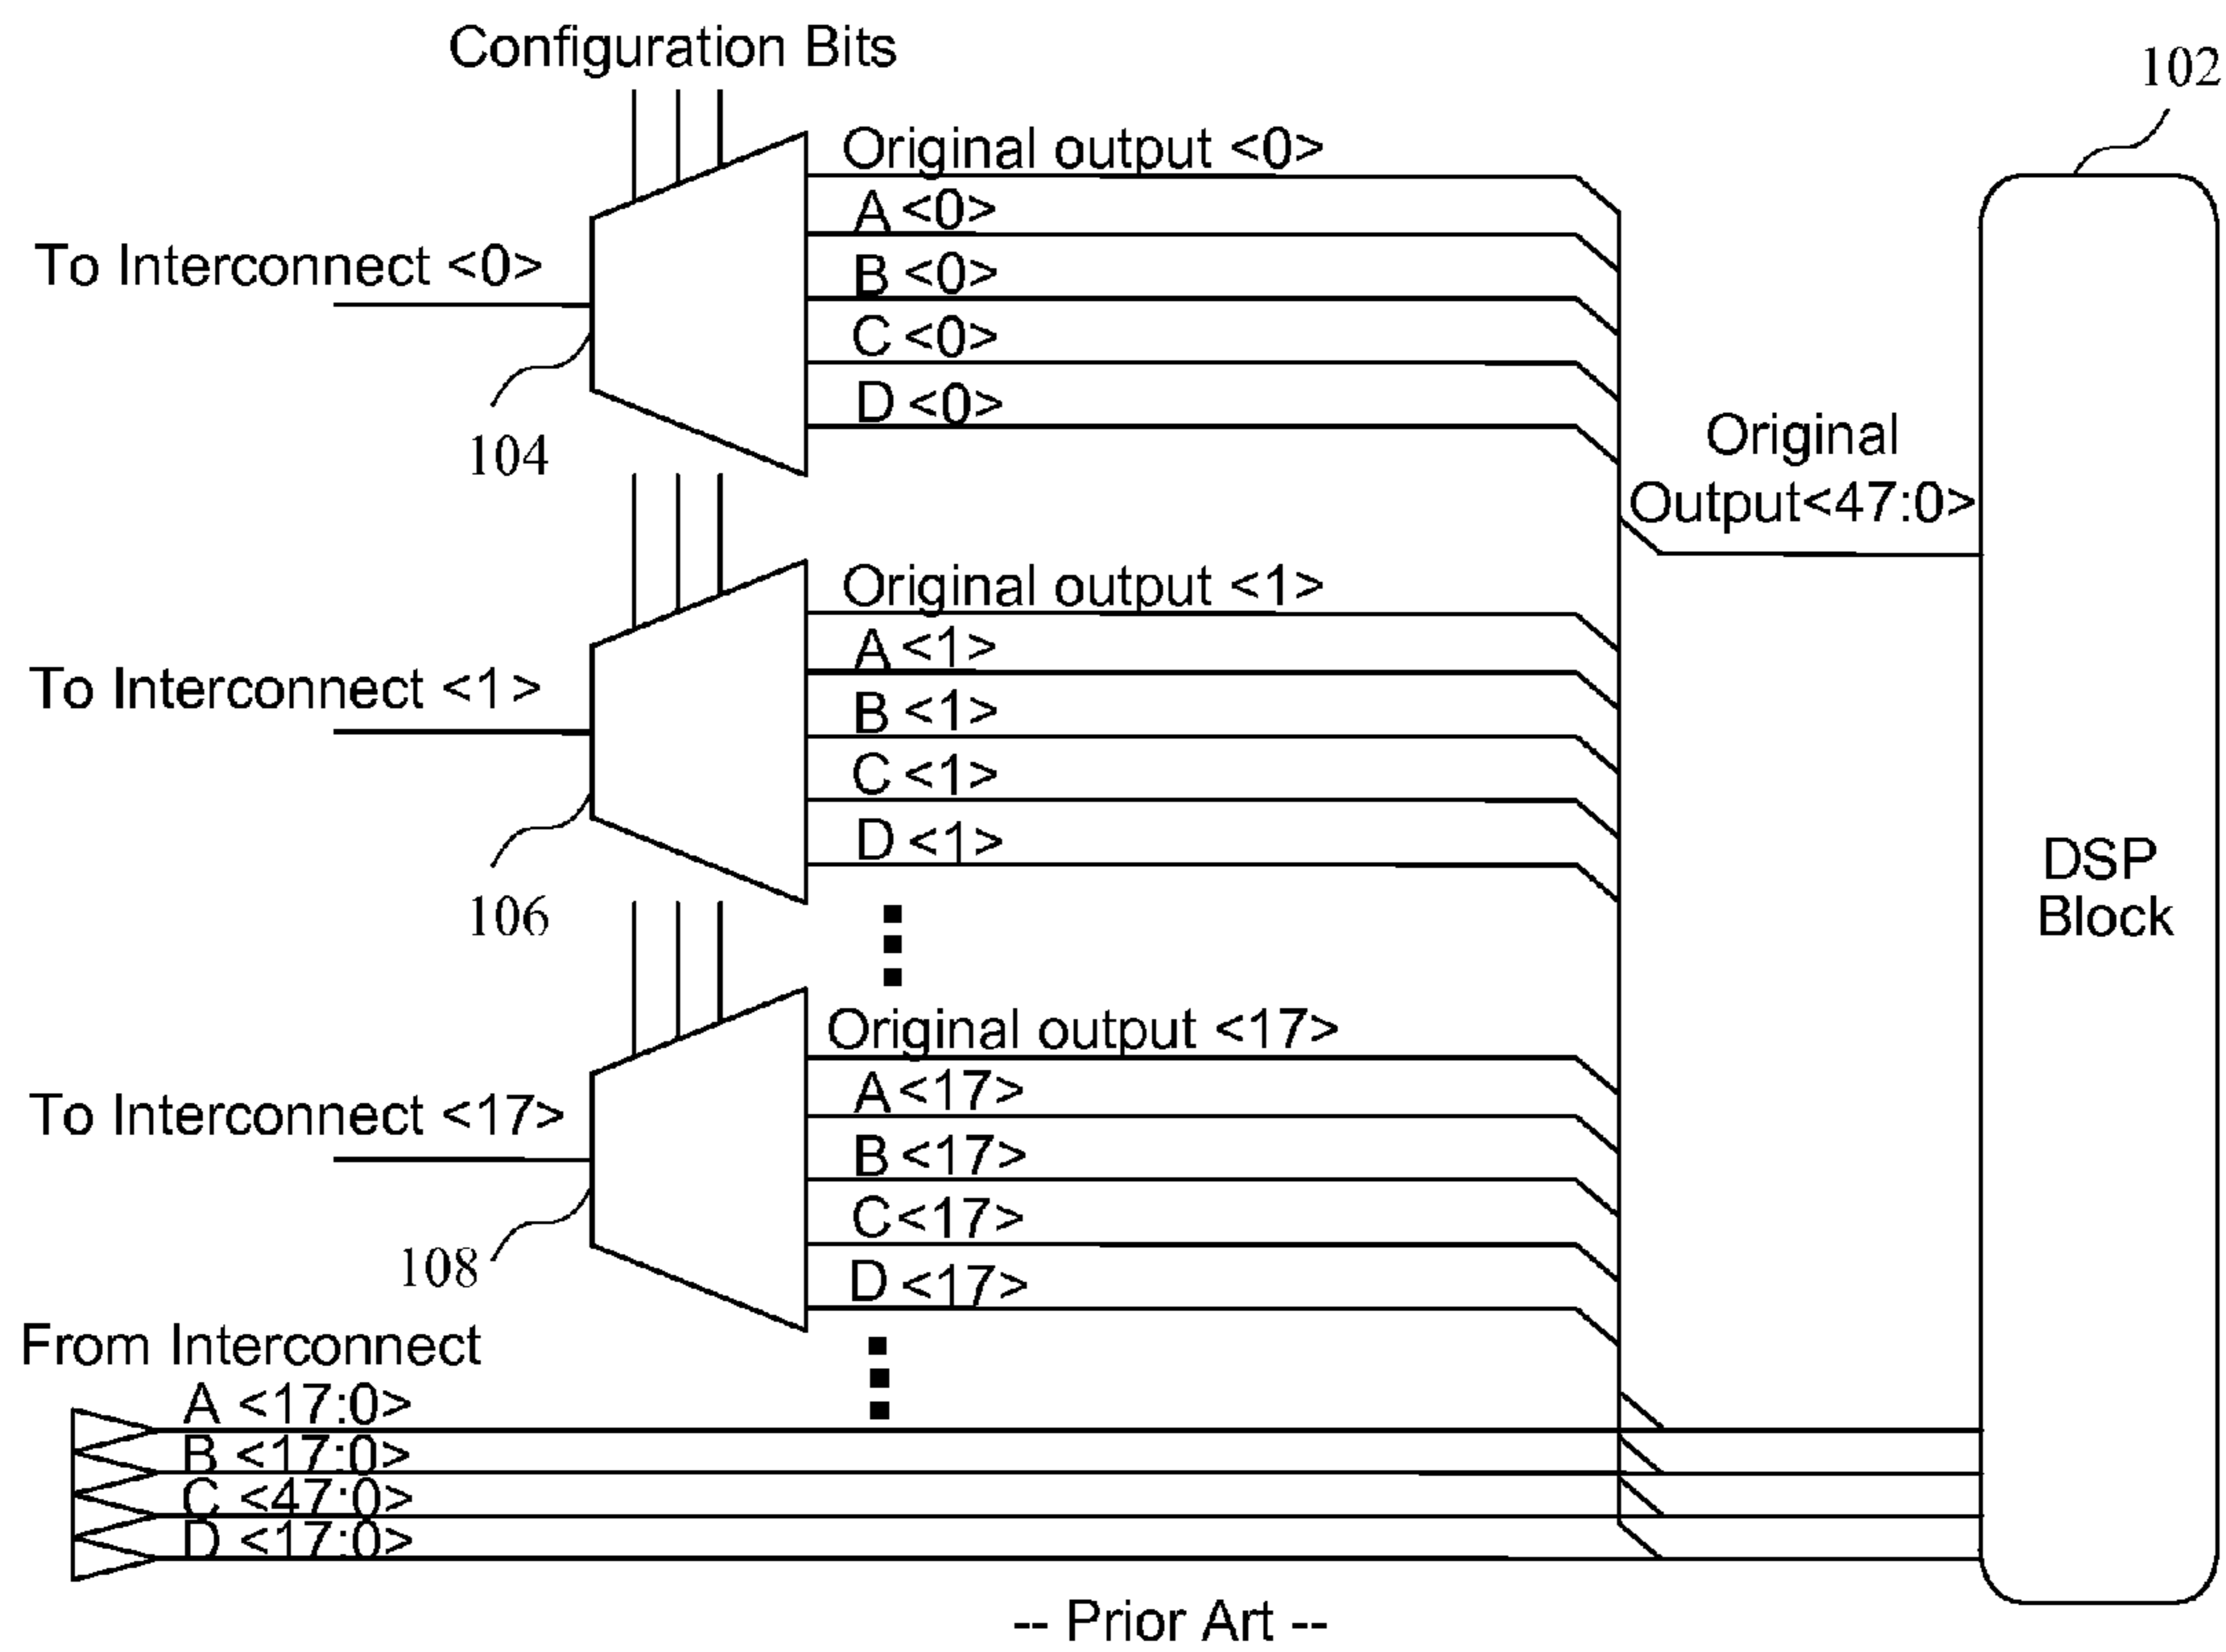 Configuration Bits
102
Original output <0>
A <0>
To Interconnect <0>
B <0>
C <0>
D <0>
104
Original
Output<47:0>
Original output <1>
A <1>
To Interconnect <1>
B <1>
C <1>
D <1>
106
DSP
Block
Original output <17>
A <17>
To Interconnect <17>
B <17>
C <17>
D <17>
108
From Interconnect
A <17:0>
B <17:0>
C <47:0>
D <17:0>
-- Prior Art --